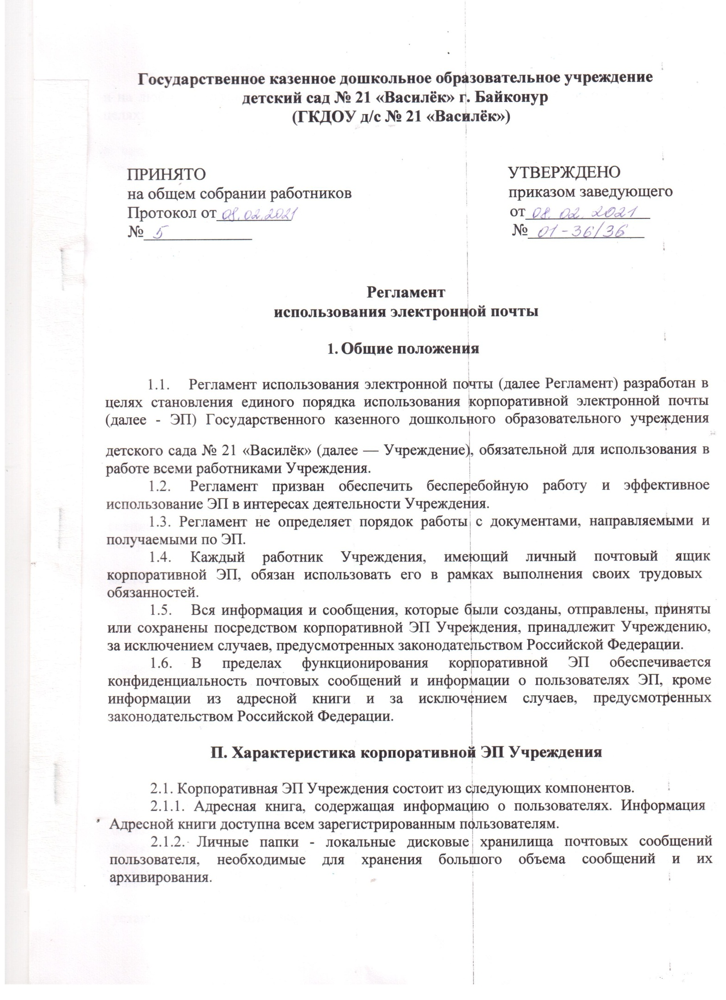 Государственное казенное дошкольное образовательное учреждение
детский сад № 21 «Василёк» г. Байконур
(ГКДОУ д/с № 21 «Василёк»)
ПРИНЯТО
на общем собрании работников
Протокол от 08.02.2021
№ 5
УТВЕРЖДЕНО
приказом заведующего
от 08.02.2021
№ 01-36/36
Регламент
использования электронной почты
1. Общие положения
1.1. Регламент использования электронной почты (далее Регламент) разработан в
целях становления единого порядка использования корпоративной электронной почты
(далее - ЭП) Государственного казенного дошкольного образовательного учреждения
детского сада № 21 «Василёк» (далее — Учреждение), обязательной для использования в
работе всеми работниками Учреждения.
1.2. Регламент призван обеспечить бесперебойную работу и эффективное
использование ЭП в интересах деятельности Учреждения.
1.3. Регламент не определяет порядок работы с документами, направляемыми и
получаемыми по ЭП.
1.4. Каждый работник Учреждения, имеющий личный почтовый ящик
корпоративной ЭП, обязан использовать его в рамках выполнения своих трудовых
обязанностей.
1.5. Вся информация и сообщения, которые были созданы, отправлены, приняты
или сохранены посредством корпоративной ЭП Учреждения, принадлежит Учреждению,
за исключением случаев, предусмотренных законодательством Российской Федерации.
1.6. В пределах функционирования корпоративной ЭП обеспечивается
конфиденциальность почтовых сообщений и информации о пользователях ЭП, кроме
информации из адресной книги и за исключением случаев, предусмотренных
законодательством Российской Федерации.
П. Характеристика корпоративной ЭП Учреждения
2.1. Корпоративная ЭП Учреждения состоит из следующих компонентов.
2.1.1. Адресная книга, содержащая информацию о пользователях. Информация
Адресной книги доступна всем зарегистрированным пользователям.
2.1.2. Личные папки - локальные дисковые хранилища почтовых сообщений
пользователя, необходимые для хранения большого объема сообщений и их
архивирования.